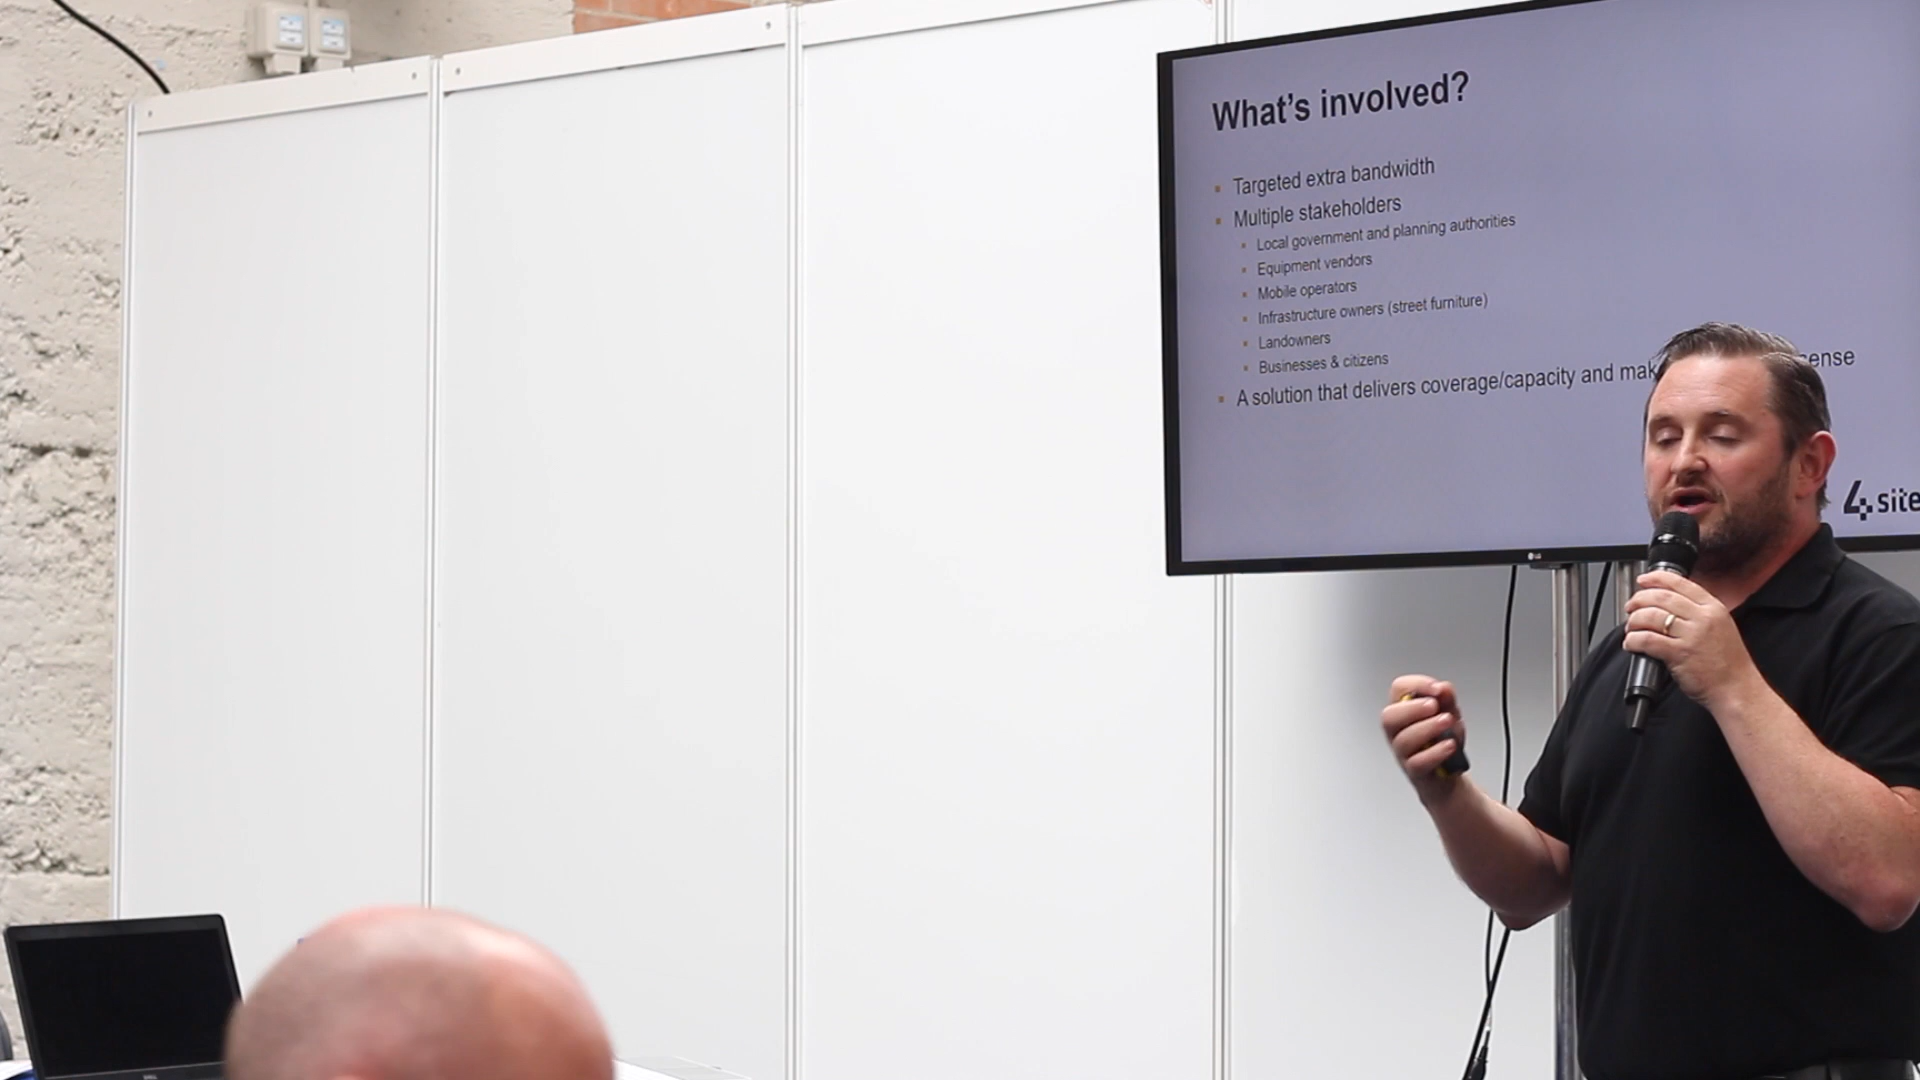 What's involved?
Targeted extra bandwidth
Multiple stakeholders
Local government and planning authorities
Equipment vendors
Mobile operators
Infrastructure owners (street furniture)
Landowners
Businesses & citizens
A solution that delivers coverage/capacity and mak ense
4site
LG